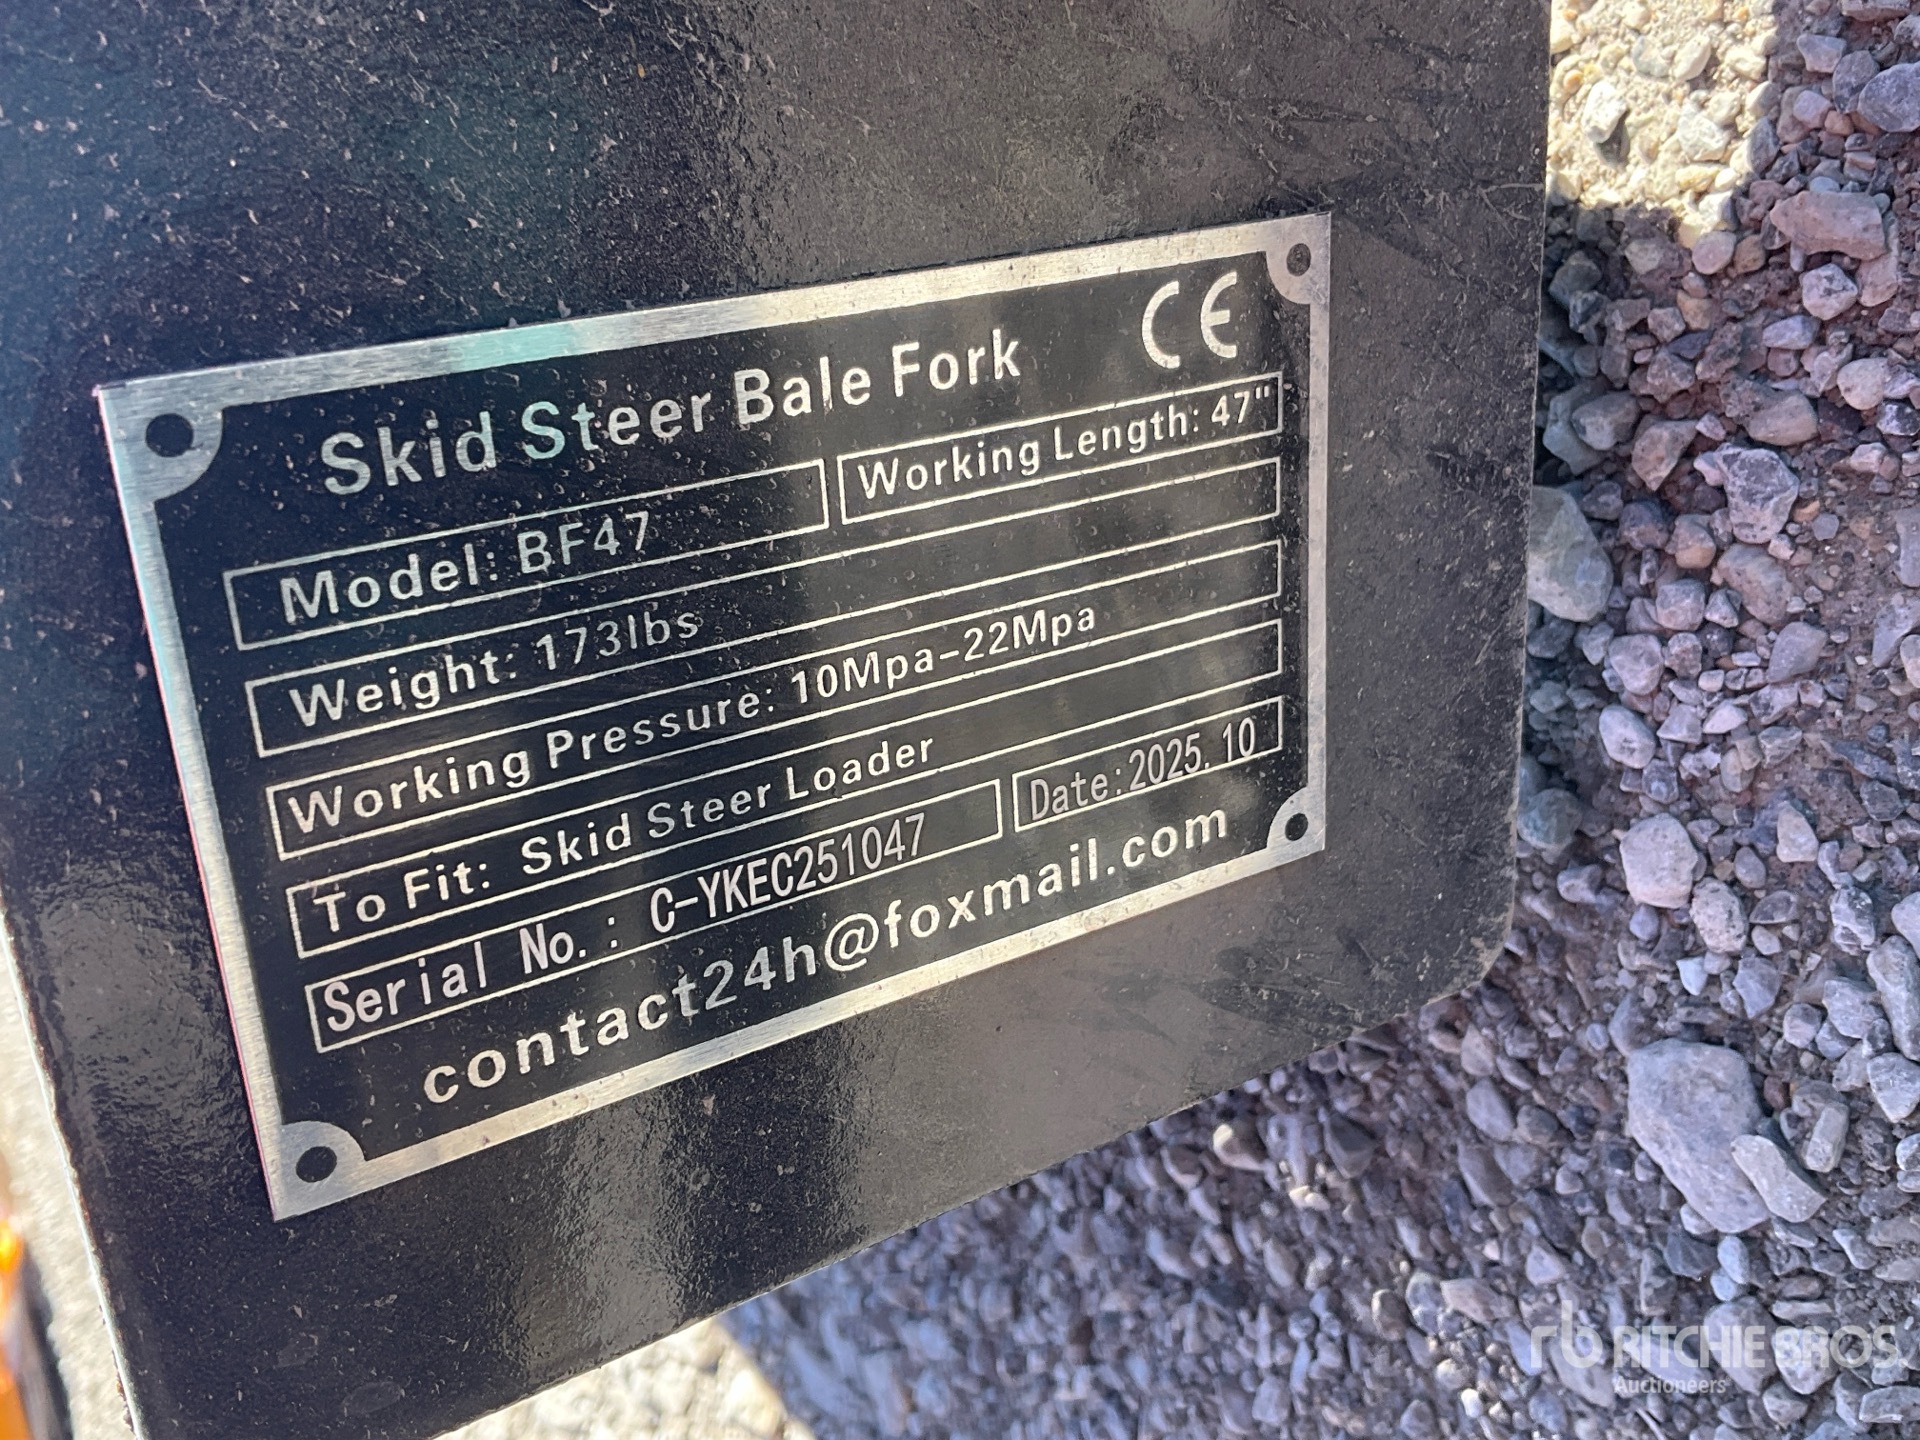 CE
Skid Steer Bale Fork
Model: BF47
Working Length: 47"
Weight: 173lbs
Working Pressure: 10Mpa-22Mpa
To Fit: Skid Steer Loader
Serial No.: C-YKEC251047
Date:2025.10
contact24h@foxmail.com
rb RITCHIE BROS.
Auctioneers